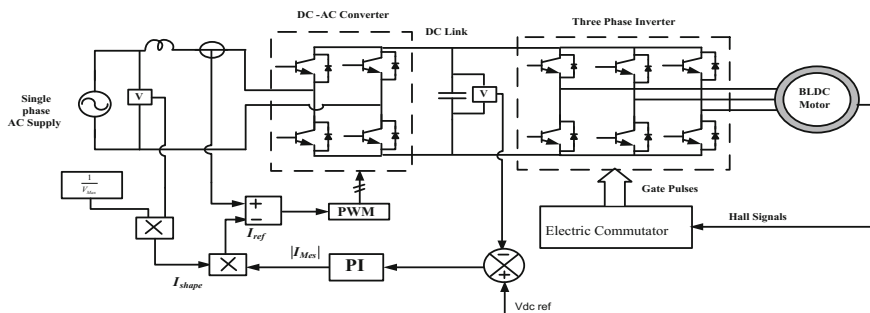 DC -AC Converter
DC Link
Three Phase Inverter
Single
phase
AC Supply
V
V
BLDC
Motor
1
V_Max
+
−
I_ref
PWM
Gate Pulses
Electric Commutator
Hall Signals
×
I_shape
×
|I_Mes|
PI
−
+
Vdc ref